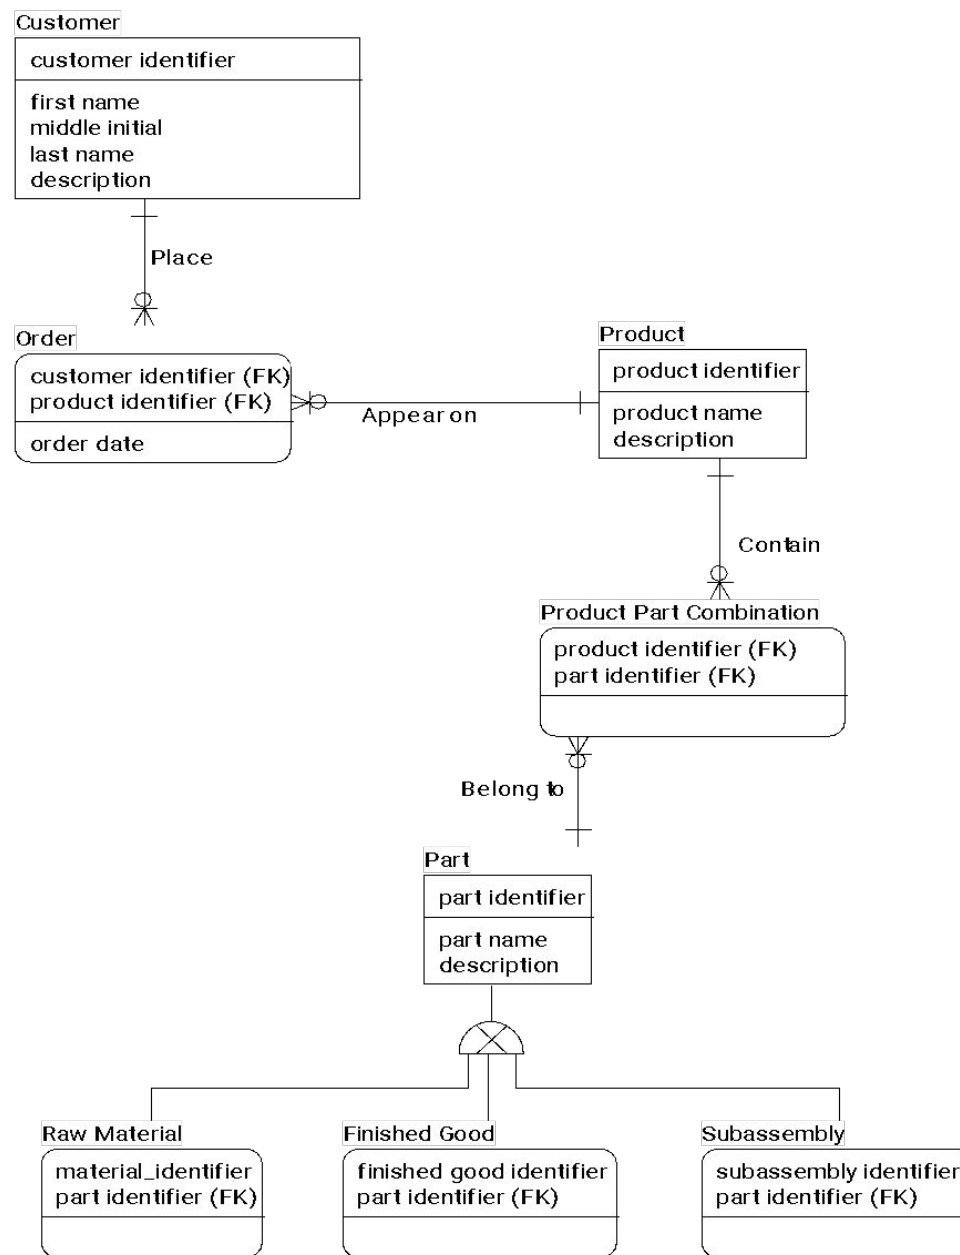 Customer
customer identifier
first name
middle initial
last name
description
Place
Order
customer identifier (FK)
product identifier (FK)
order date
Appear on
Product
product identifier
product name
description
Contain
Product Part Combination
product identifier (FK)
part identifier (FK)
Belong to
Part
part identifier
part name
description
Raw Material
material_identifier
part identifier (FK)
Finished Good
finished good identifier
part identifier (FK)
Subassembly
subassembly identifier
part identifier (FK)